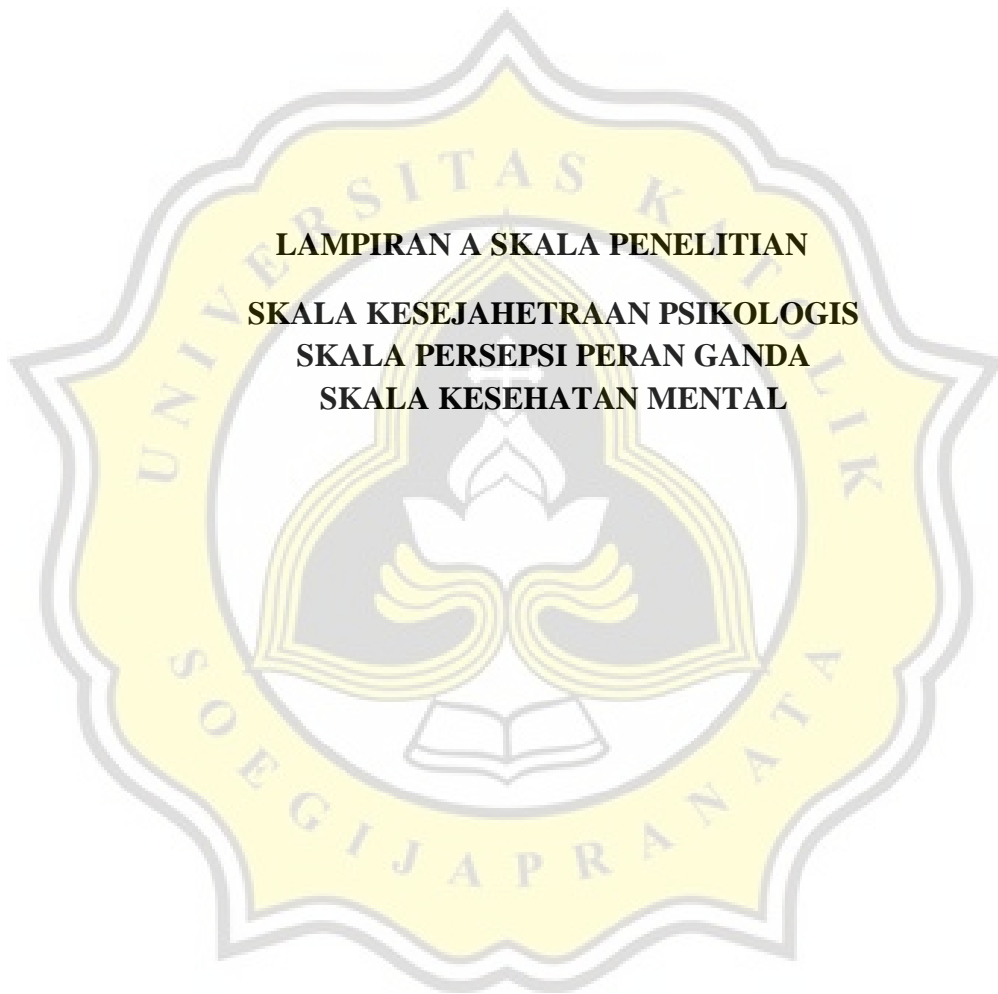 UNIVERSITAS KATOLIK
LAMPIRAN A SKALA PENELITIAN
SKALA KESEJAHETRAAN PSIKOLOGIS
SKALA PERSEPSI PERAN GANDA
SKALA KESEHATAN MENTAL
SOEGIJAPRANATA